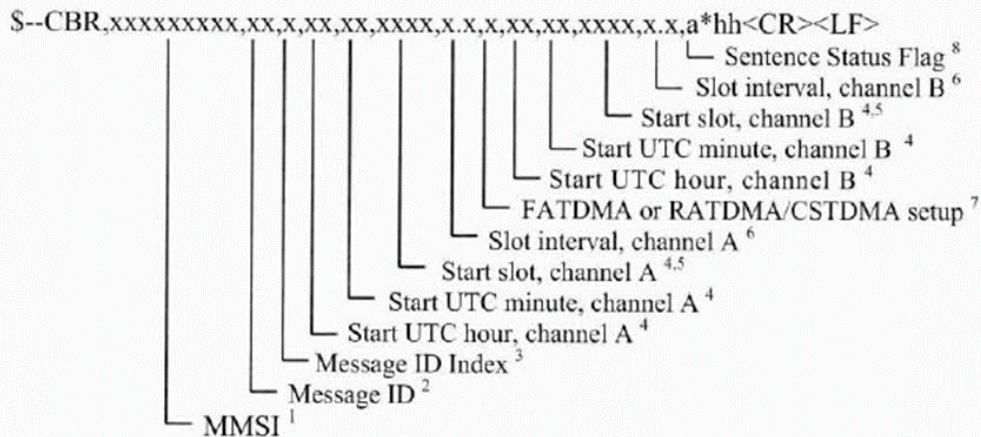 $--CBR,xxxxxxxxx,xx,x,xx,xx,xxxx,x.x,x,xx,xx,xxxx,x.x,a*hh<CR><LF>
Sentence Status Flag 8
Slot interval, channel B 6
Start slot, channel B 4,5
Start UTC minute, channel B 4
Start UTC hour, channel B 4
FATDMA or RATDMA/CSTDMA setup 7
Slot interval, channel A 6
Start slot, channel A 4,5
Start UTC minute, channel A 4
Start UTC hour, channel A 4
Message ID Index 3
Message ID 2
MMSI 1